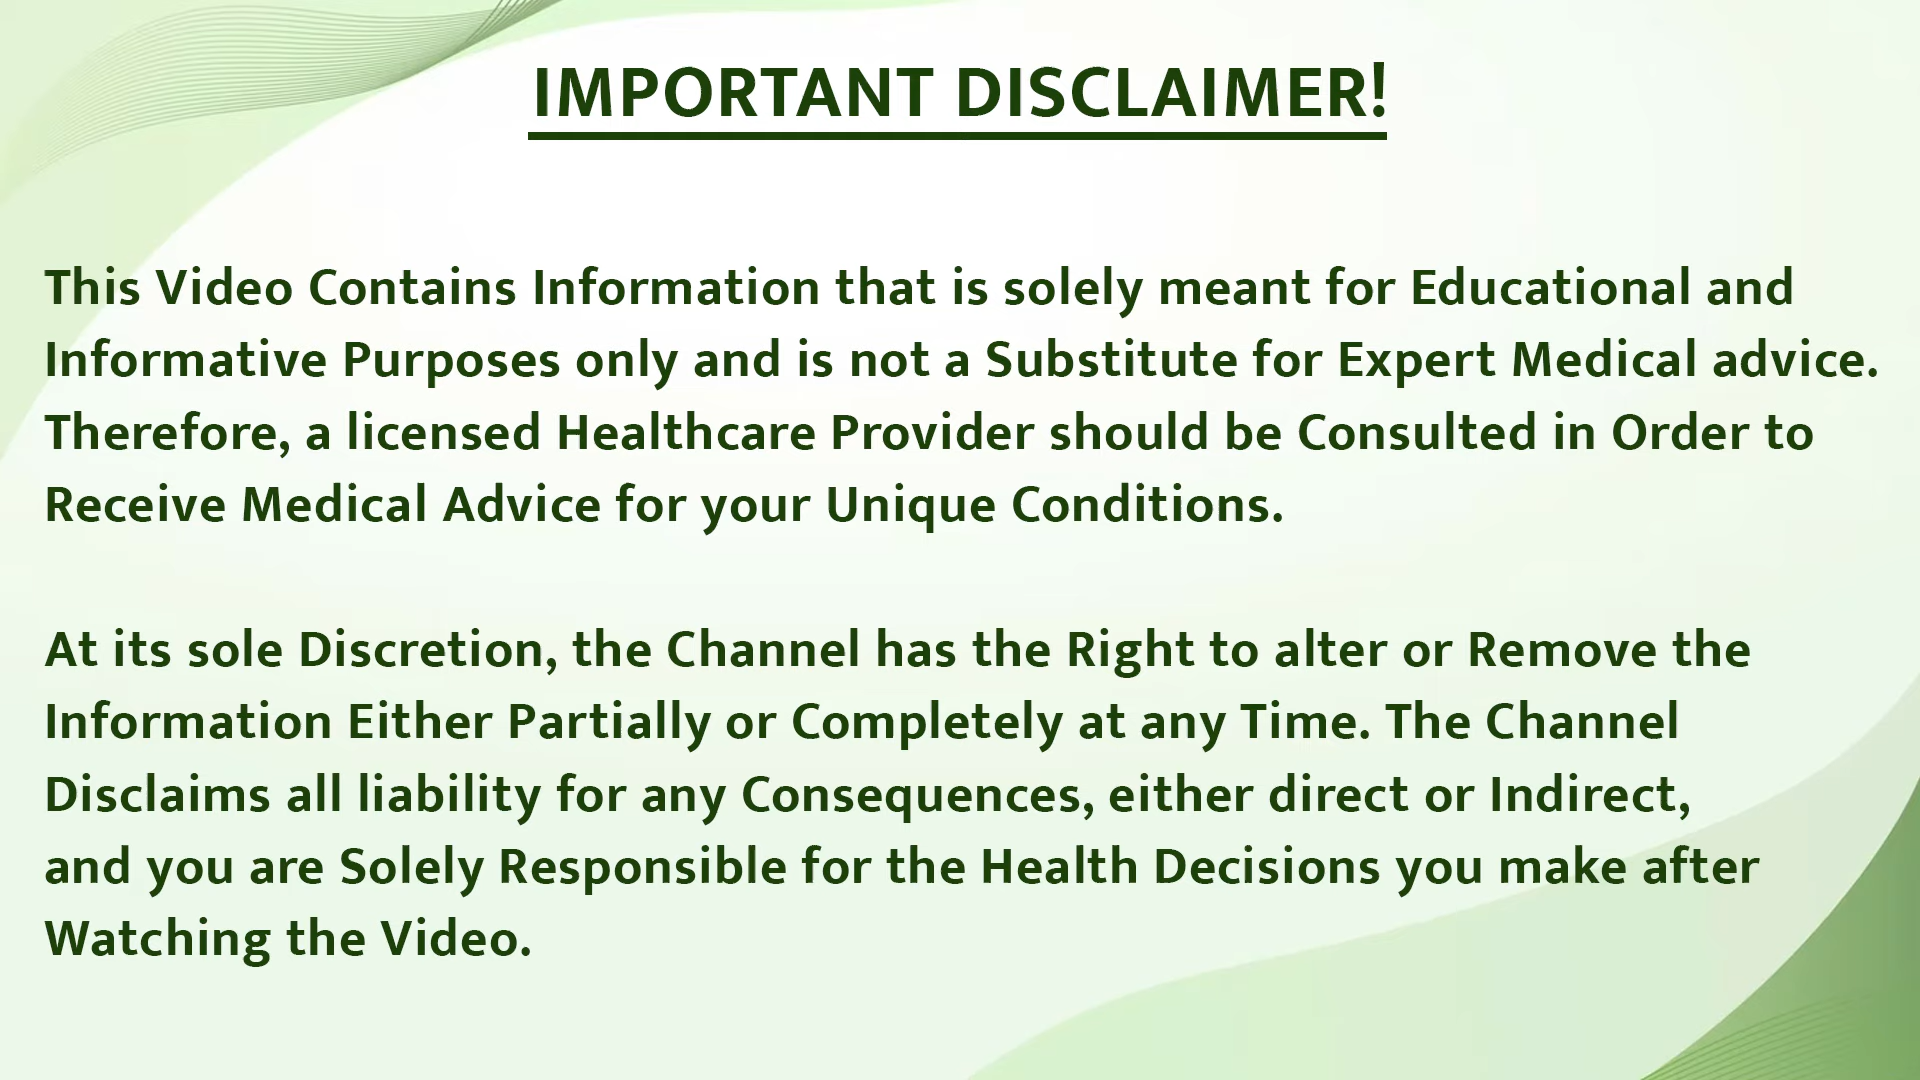 IMPORTANT DISCLAIMER!
This Video Contains Information that is solely meant for Educational and
Informative Purposes only and is not a Substitute for Expert Medical advice.
Therefore, a licensed Healthcare Provider should be Consulted in Order to
Receive Medical Advice for your Unique Conditions.
At its sole Discretion, the Channel has the Right to alter or Remove the
Information Either Partially or Completely at any Time. The Channel
Disclaims all liability for any Consequences, either direct or Indirect,
and you are Solely Responsible for the Health Decisions you make after
Watching the Video.